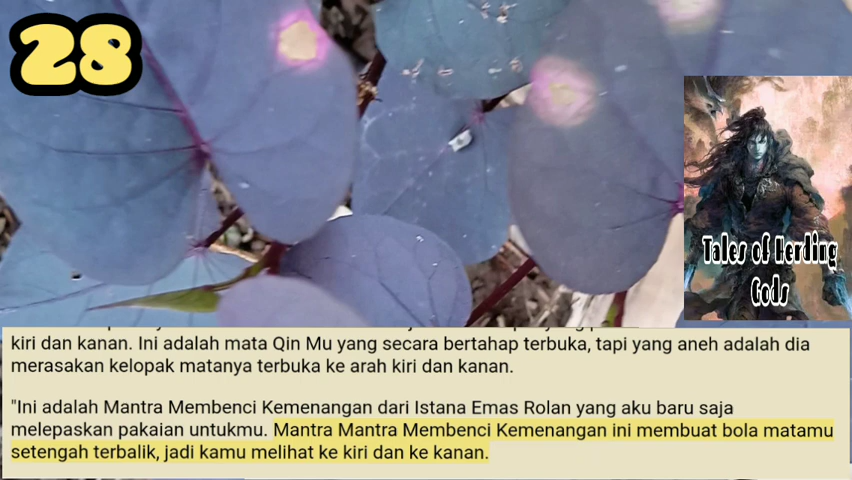 28
Tales of Herding
Gods
kiri dan kanan. Ini adalah mata Qin Mu yang secara bertahap terbuka, tapi yang aneh adalah dia
merasakan kelopak matanya terbuka ke arah kiri dan kanan.
"Ini adalah Mantra Membenci Kemenangan dari Istana Emas Rolan yang aku baru saja
melepaskan pakaian untukmu. Mantra Mantra Membenci Kemenangan ini membuat bola matamu
setengah terbalik, jadi kamu melihat ke kiri dan ke kanan.